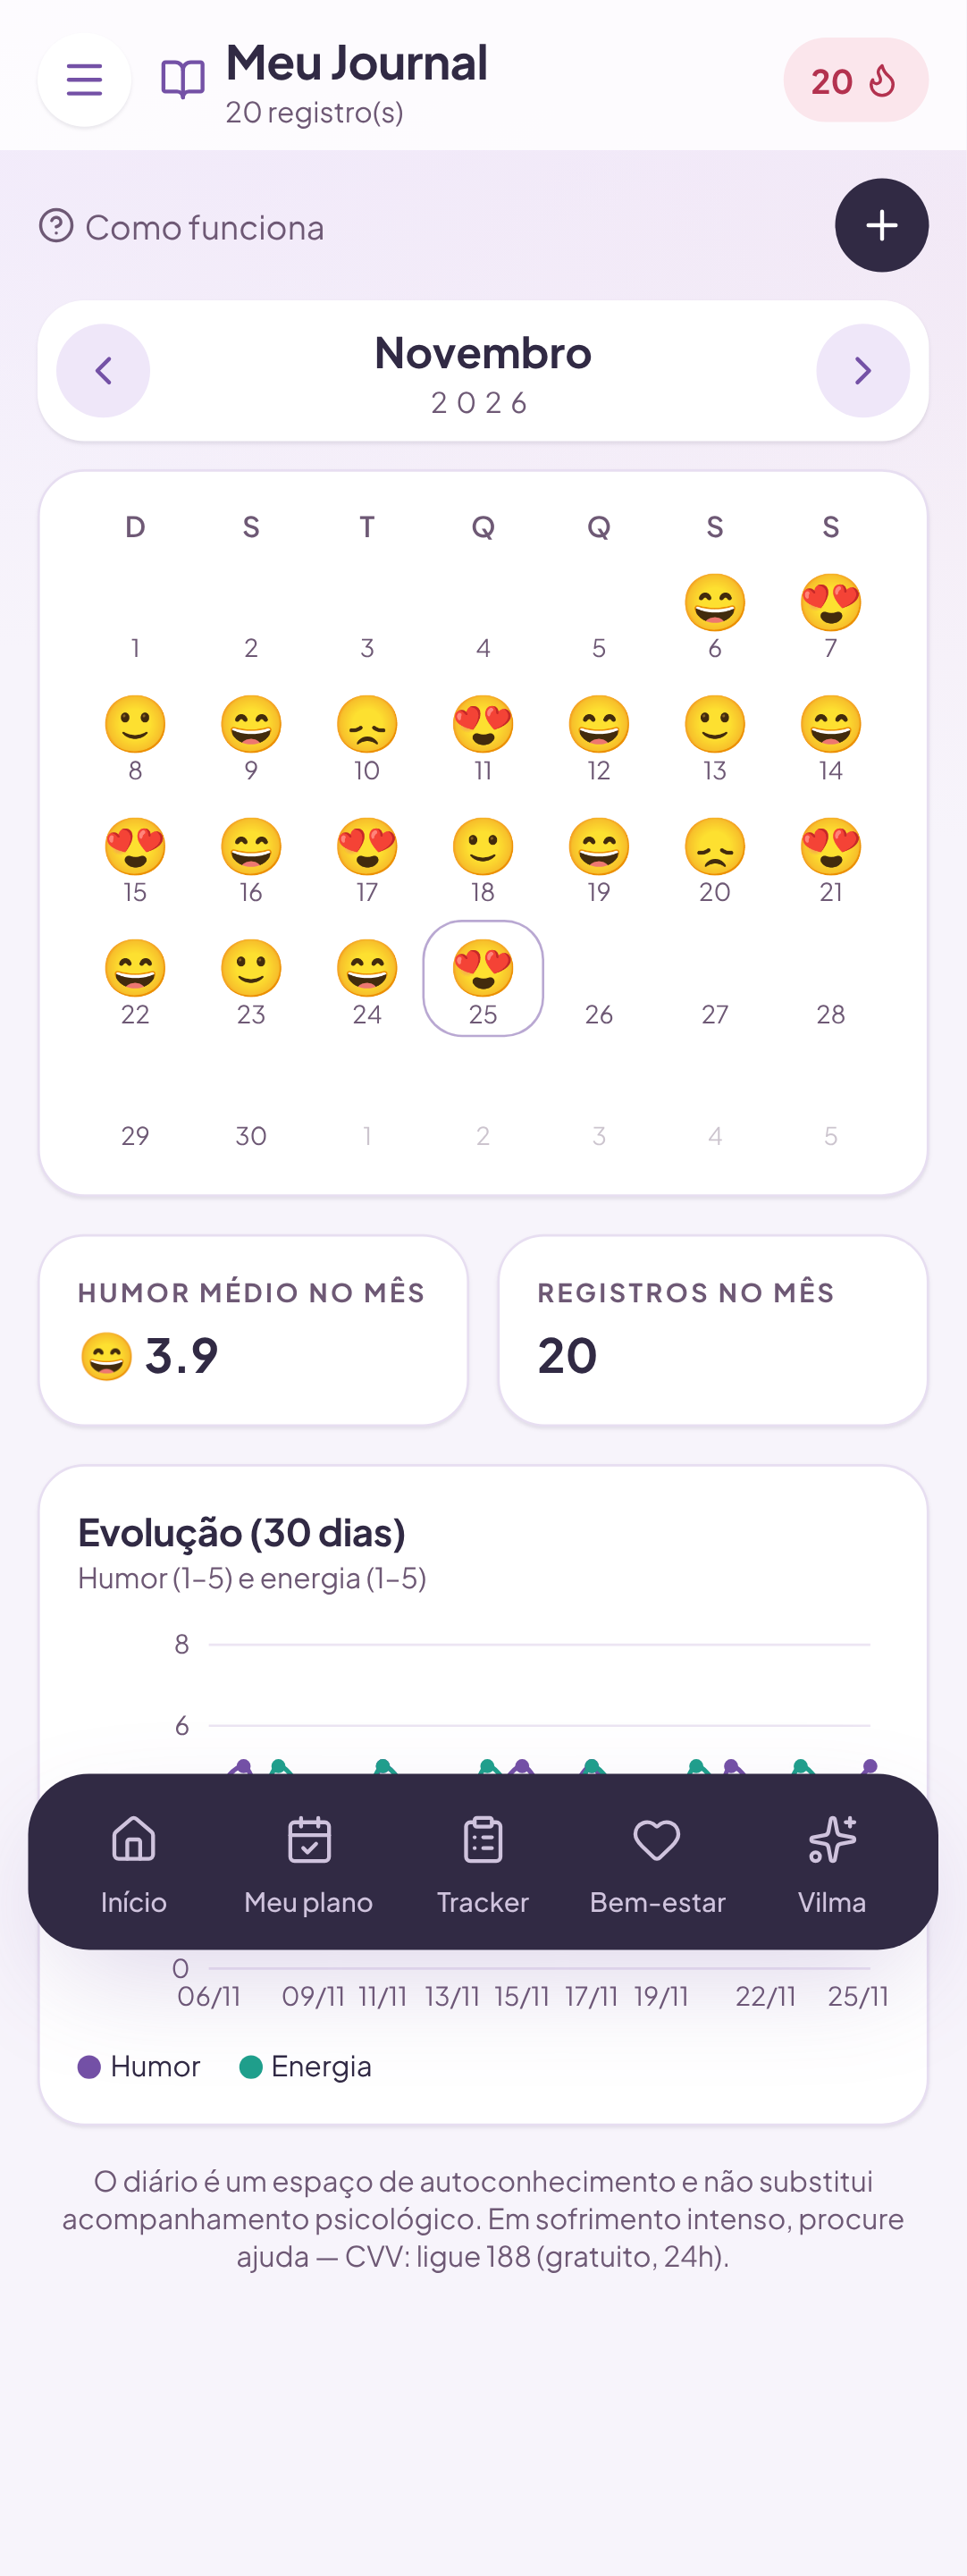 Meu Journal
20 registro(s)
20
Como funciona
Novembro
2026
D S T Q Q S S
1 2 3 4 5 6 7
8 9 10 11 12 13 14
15 16 17 18 19 20 21
22 23 24 25 26 27 28
29 30 1 2 3 4 5
HUMOR MÉDIO NO MÊS
3.9
REGISTROS NO MÊS
20
Evolução (30 dias)
Humor (1–5) e energia (1–5)
8
6
Início Meu plano Tracker Bem-estar Vilma
0
06/11 09/11 11/11 13/11 15/11 17/11 19/11 22/11 25/11
Humor Energia
O diário é um espaço de autoconhecimento e não substitui
acompanhamento psicológico. Em sofrimento intenso, procure
ajuda — CVV: ligue 188 (gratuito, 24h).